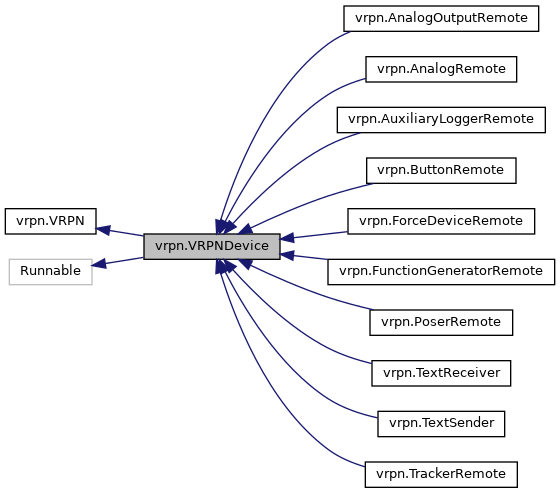 vrpn.AnalogOutputRemote
vrpn.AnalogRemote
vrpn.AuxiliaryLoggerRemote
vrpn.ButtonRemote
vrpn.VRPN
vrpn.ForceDeviceRemote
vrpn.VRPNDevice
Runnable
vrpn.FunctionGeneratorRemote
vrpn.PoserRemote
vrpn.TextReceiver
vrpn.TextSender
vrpn.TrackerRemote